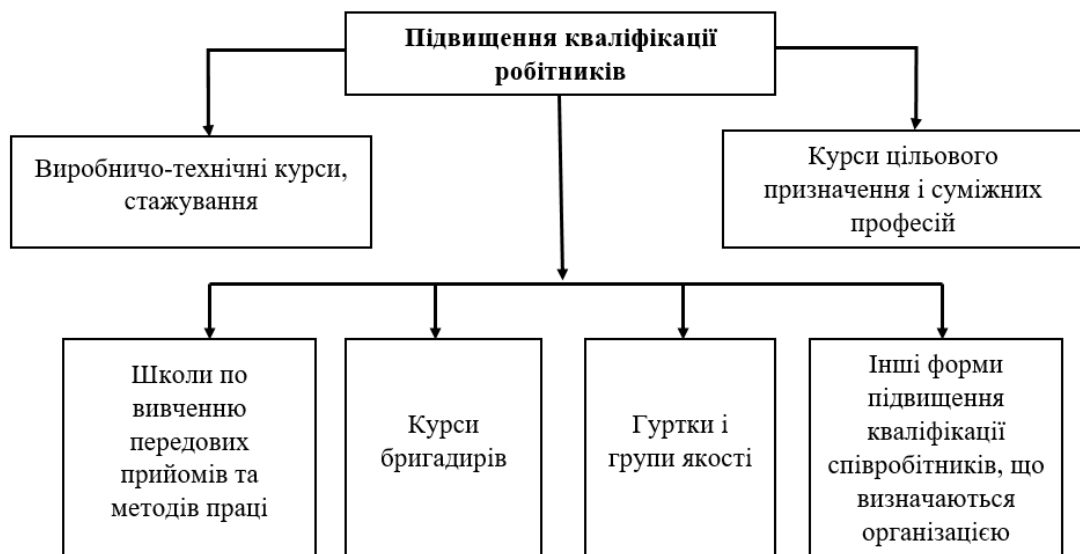 Підвищення кваліфікації
робітників
Виробничо-технічні курси,
стажування
Курси цільового
призначення і суміжних
професій
Школи по
вивченню
передових
прийомів та
методів праці
Курси
бригадирів
Гуртки і
групи якості
Інші форми
підвищення
кваліфікації
співробітників, що
визначаються
організацією